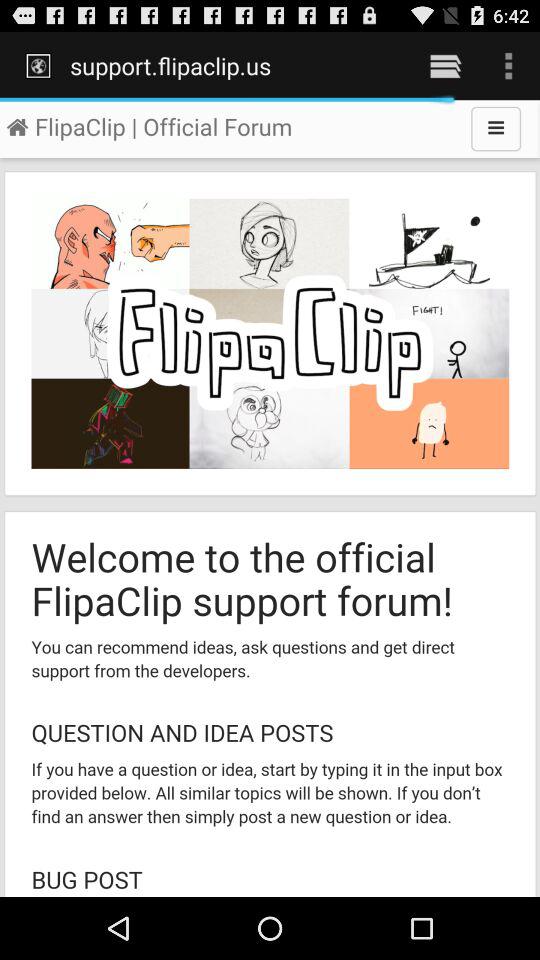 6:42
support.flipaclip.us
FlipaClip | Official Forum
FIGHT!
FlipaClip
Welcome to the official
FlipaClip support forum!
You can recommend ideas, ask questions and get direct
support from the developers.
QUESTION AND IDEA POSTS
If you have a question or idea, start by typing it in the input box
provided below. All similar topics will be shown. If you don't
find an answer then simply post a new question or idea.
BUG POST